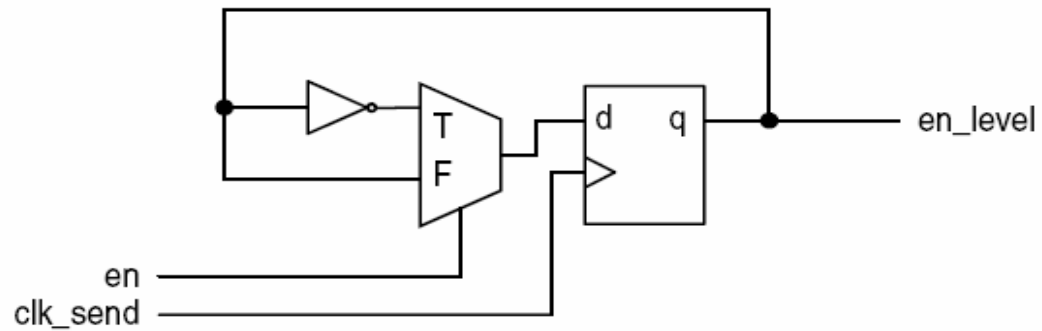 T
d q
en_level
F
en
clk_send